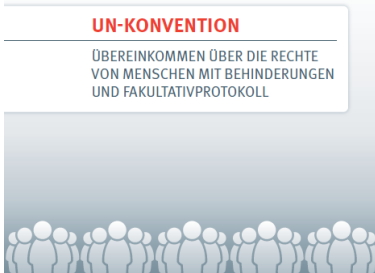 UN-KONVENTION
ÜBEREINKOMMEN ÜBER DIE RECHTE
VON MENSCHEN MIT BEHINDERUNGEN
UND FAKULTATIVPROTOKOLL